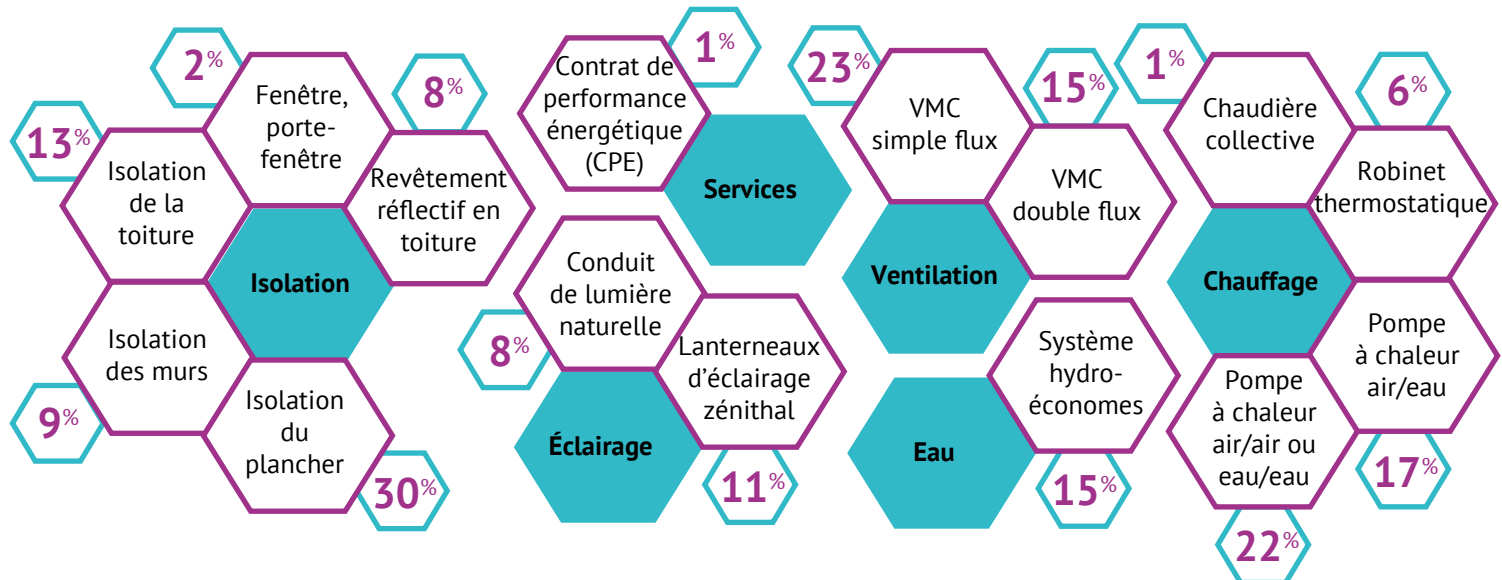 2%
Fenêtre,
porte-
fenêtre
8%
Revêtement
réflectif en
toiture
13%
Isolation
de la
toiture
Isolation
Isolation
des murs
9%
Isolation
du
plancher
30%
1%
Contrat de
performance
énergétique
(CPE)
Services
Conduit
de lumière
naturelle
8%
Lanterneaux
d’éclairage
zénithal
11%
Éclairage
23%
VMC
simple flux
15%
VMC
double flux
Ventilation
Système
hydro-
économes
15%
Eau
1%
Chaudière
collective
6%
Robinet
thermostatique
Chauffage
Pompe
à chaleur
air/eau
17%
Pompe
à chaleur
air/air ou
eau/eau
22%